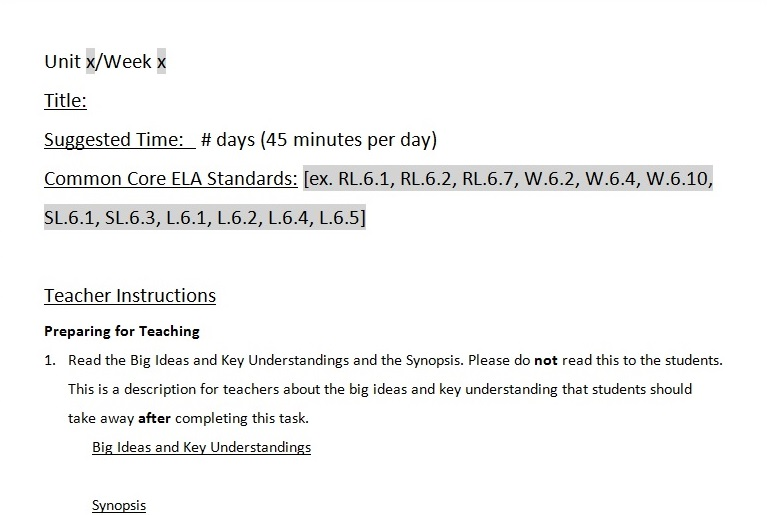 Unit x/Week x
Title:
Suggested Time: # days (45 minutes per day)
Common Core ELA Standards: [ex. RL.6.1, RL.6.2, RL.6.7, W.6.2, W.6.4, W.6.10,
SL.6.1, SL.6.3, L.6.1, L.6.2, L.6.4, L.6.5]
Teacher Instructions
Preparing for Teaching
1. Read the Big Ideas and Key Understandings and the Synopsis. Please do not read this to the students.
This is a description for teachers about the big ideas and key understanding that students should
take away after completing this task.
Big Ideas and Key Understandings
Synopsis